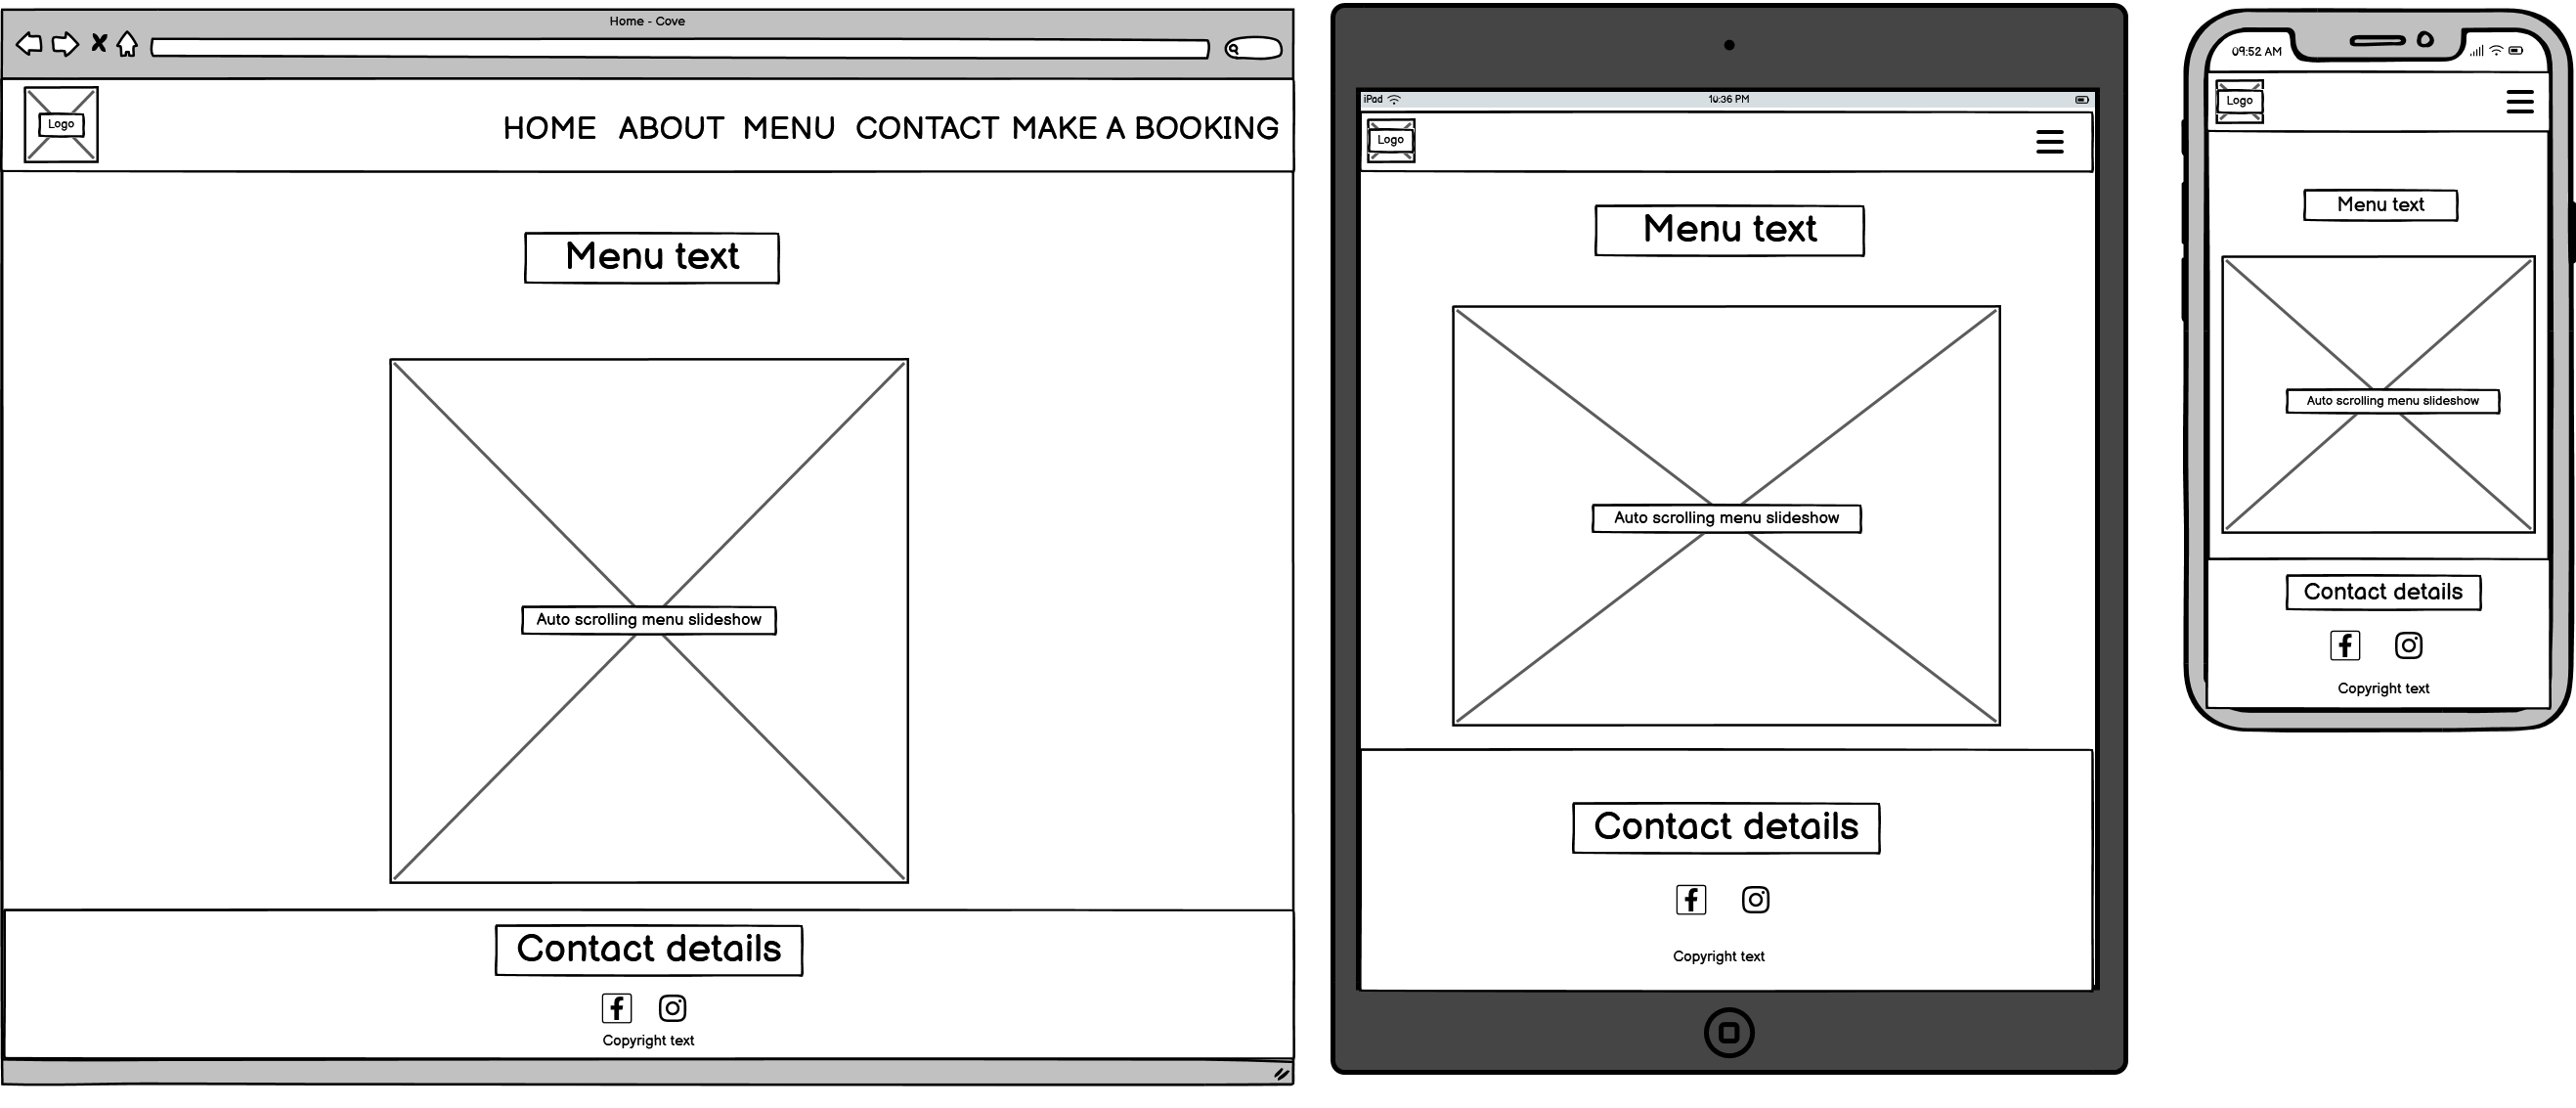 Home - Cove
Logo
HOME ABOUT MENU CONTACT MAKE A BOOKING
Menu text
Auto scrolling menu slideshow
Contact details
Copyright text
iPad 10:36 PM
Logo
Menu text
Auto scrolling menu slideshow
Contact details
Copyright text
09:52 AM
Logo
Menu text
Auto scrolling menu slideshow
Contact details
Copyright text